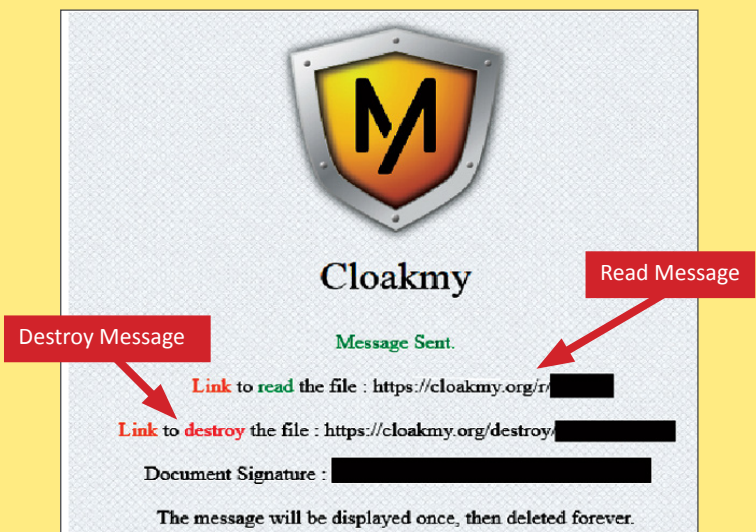 M
Cloakmy
Read Message
Destroy Message
Message Sent.
Link to read the file : https://cloakmy.org/r/
Link to destroy the file : https://cloakmy.org/destroy/
Document Signature :
The message will be displayed once, then deleted forever.